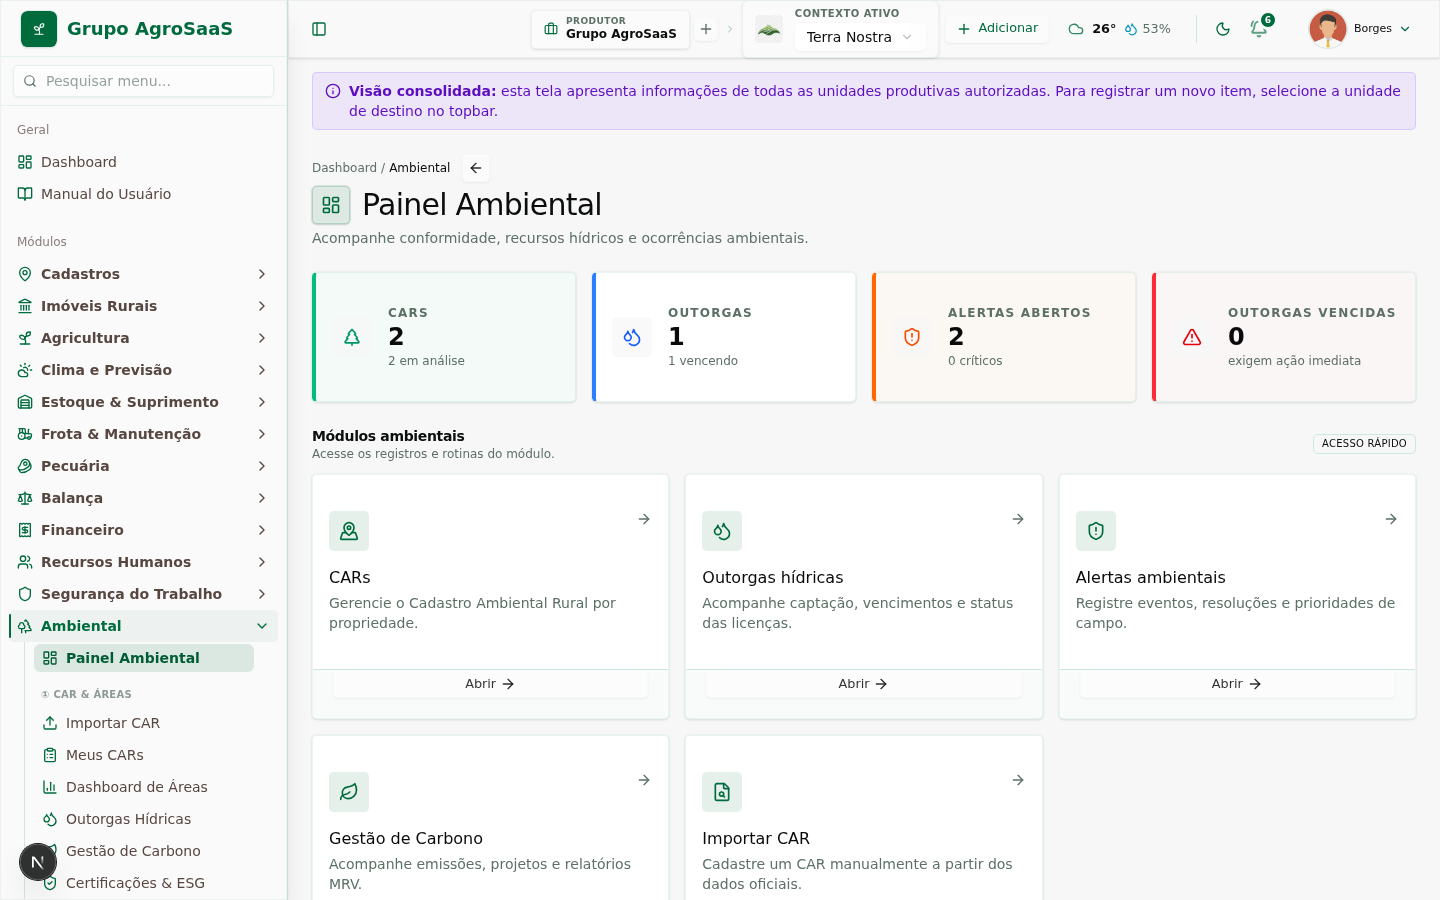 Grupo AgroSaaS
Pesquisar menu...
Geral
Dashboard
Manual do Usuário
Módulos
Cadastros
Imóveis Rurais
Agricultura
Clima e Previsão
Estoque & Suprimento
Frota & Manutenção
Pecuária
Balança
Financeiro
Recursos Humanos
Segurança do Trabalho
Ambiental
Painel Ambiental
① CAR & ÁREAS
Importar CAR
Meus CARs
Dashboard de Áreas
Outorgas Hídricas
Gestão de Carbono
Certificações & ESG
N
PRODUTOR
Grupo AgroSaaS
CONTEXTO ATIVO
Terra Nostra
Adicionar
26°
53%
6
Borges
Visão consolidada: esta tela apresenta informações de todas as unidades produtivas autorizadas. Para registrar um novo item, selecione a unidade
de destino no topbar.
Dashboard / Ambiental
Painel Ambiental
Acompanhe conformidade, recursos hídricos e ocorrências ambientais.
CARS
2
2 em análise
OUTORGAS
1
1 vencendo
ALERTAS ABERTOS
2
0 críticos
OUTORGAS VENCIDAS
0
exigem ação imediata
Módulos ambientais
Acesse os registros e rotinas do módulo.
ACESSO RÁPIDO
CARs
Gerencie o Cadastro Ambiental Rural por
propriedade.
Abrir
Outorgas hídricas
Acompanhe captação, vencimentos e status
das licenças.
Abrir
Alertas ambientais
Registre eventos, resoluções e prioridades de
campo.
Abrir
Gestão de Carbono
Acompanhe emissões, projetos e relatórios
MRV.
Importar CAR
Cadastre um CAR manualmente a partir dos
dados oficiais.